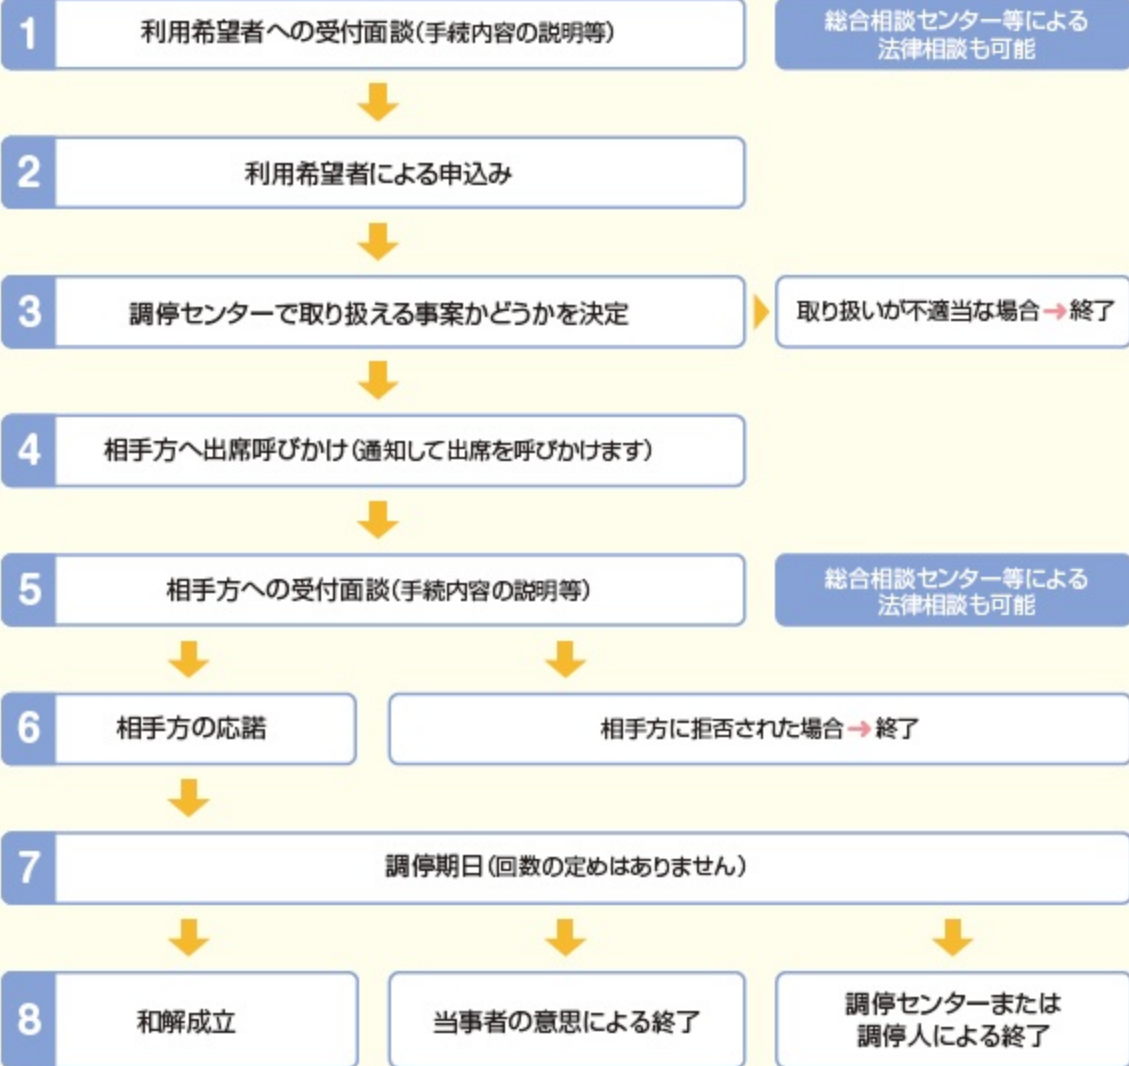 1
利用希望者への受付面談(手続内容の説明等)
総合相談センター等による
法律相談も可能
2
利用希望者による申込み
3
調停センターで取り扱える事案かどうかを決定
取り扱いが不適当な場合→終了
4
相手方へ出席呼びかけ(通知して出席を呼びかけます)
5
相手方への受付面談(手続内容の説明等)
総合相談センター等による
法律相談も可能
6
相手方の応諾
相手方に拒否された場合→終了
7
調停期日(回数の定めはありません)
8
和解成立
当事者の意思による終了
調停センターまたは
調停人による終了